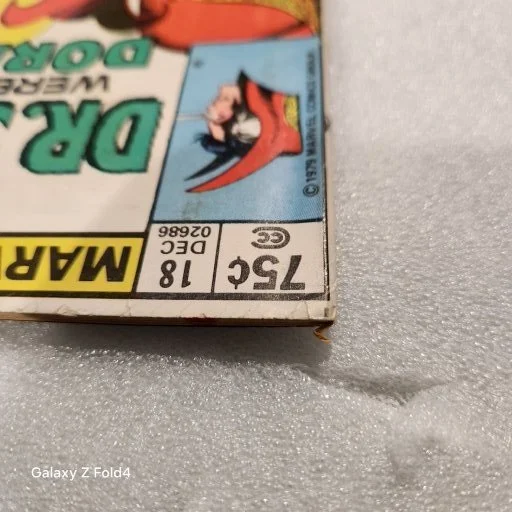 MAR
18
DEC
02686
75¢
CC
© 1979 MARVEL COMICS GROUP
DR.
WERE
DOR
Galaxy Z Fold4